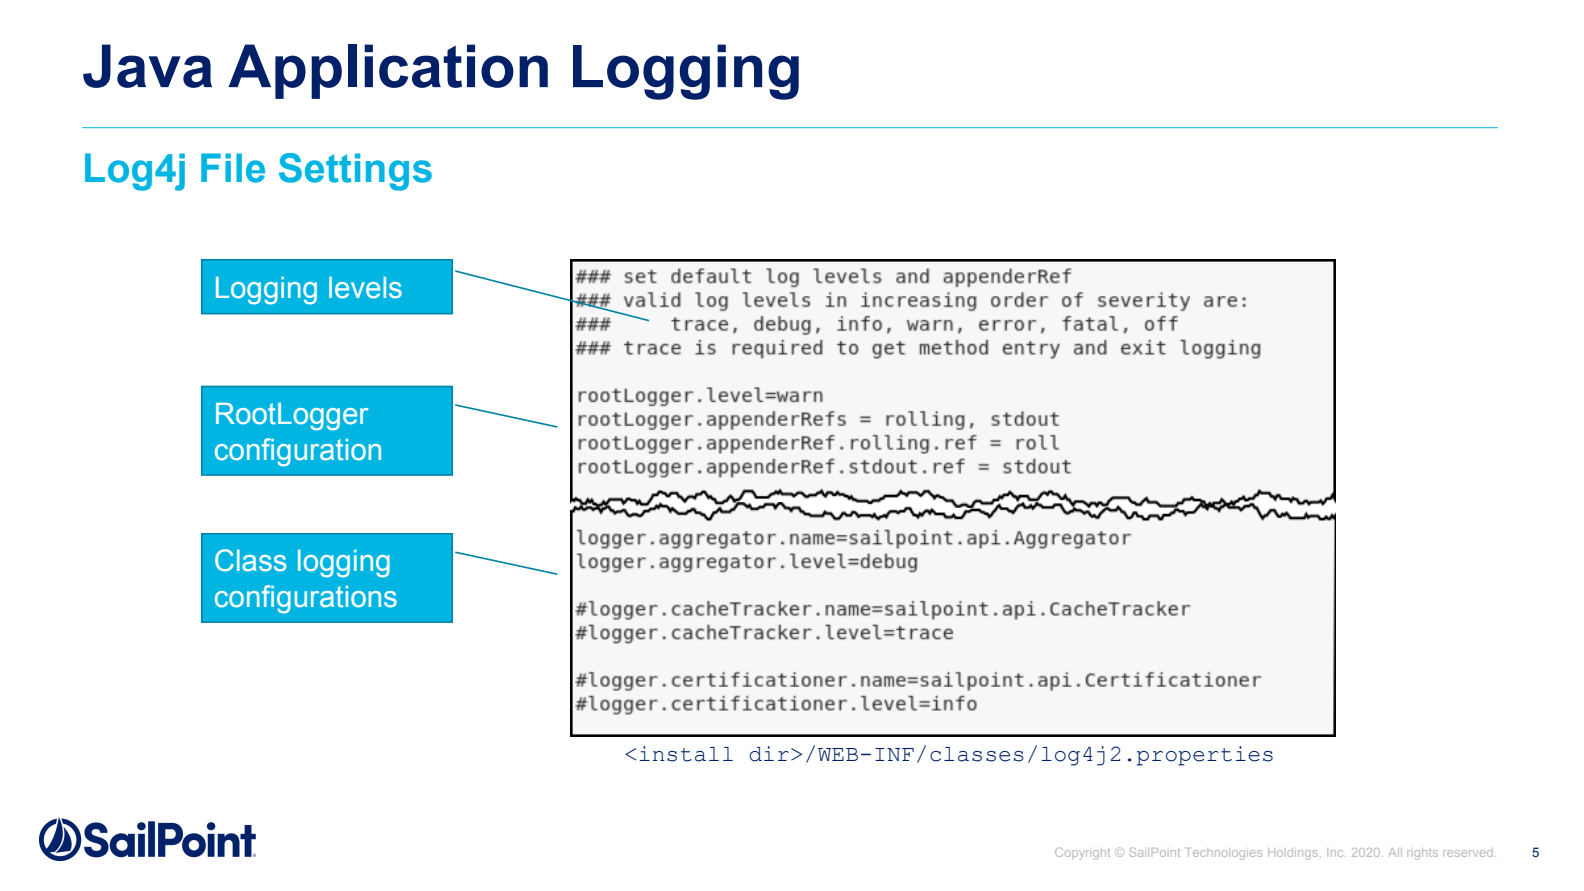 Java Application Logging
Log4j File Settings
Logging levels
RootLogger
configuration
Class logging
configurations
### set default log levels and appenderRef
### valid log levels in increasing order of severity are:
###     trace, debug, info, warn, error, fatal, off
### trace is required to get method entry and exit logging
rootLogger.level=warn
rootLogger.appenderRefs = rolling, stdout
rootLogger.appenderRef.rolling.ref = roll
rootLogger.appenderRef.stdout.ref = stdout
logger.aggregator.name=sailpoint.api.Aggregator
logger.aggregator.level=debug
#logger.cacheTracker.name=sailpoint.api.CacheTracker
#logger.cacheTracker.level=trace
#logger.certificationer.name=sailpoint.api.Certificationer
#logger.certificationer.level=info
<install dir>/WEB-INF/classes/log4j2.properties
SailPoint
Copyright © SailPoint Technologies Holdings, Inc. 2020. All rights reserved.
5